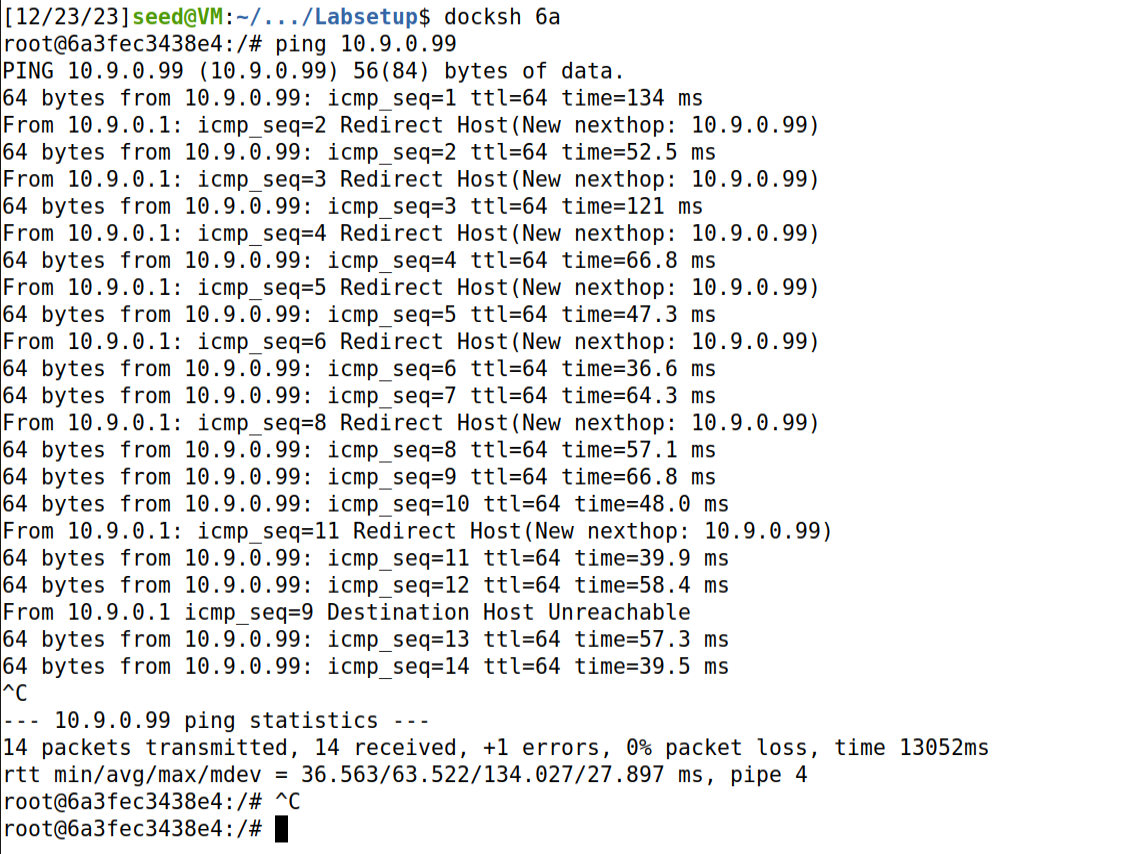 [12/23/23]seed@VM:~/.../Labsetup$ docksh 6a
root@6a3fec3438e4:/# ping 10.9.0.99
PING 10.9.0.99 (10.9.0.99) 56(84) bytes of data.
64 bytes from 10.9.0.99: icmp_seq=1 ttl=64 time=134 ms
From 10.9.0.1: icmp_seq=2 Redirect Host(New nexthop: 10.9.0.99)
64 bytes from 10.9.0.99: icmp_seq=2 ttl=64 time=52.5 ms
From 10.9.0.1: icmp_seq=3 Redirect Host(New nexthop: 10.9.0.99)
64 bytes from 10.9.0.99: icmp_seq=3 ttl=64 time=121 ms
From 10.9.0.1: icmp_seq=4 Redirect Host(New nexthop: 10.9.0.99)
64 bytes from 10.9.0.99: icmp_seq=4 ttl=64 time=66.8 ms
From 10.9.0.1: icmp_seq=5 Redirect Host(New nexthop: 10.9.0.99)
64 bytes from 10.9.0.99: icmp_seq=5 ttl=64 time=47.3 ms
From 10.9.0.1: icmp_seq=6 Redirect Host(New nexthop: 10.9.0.99)
64 bytes from 10.9.0.99: icmp_seq=6 ttl=64 time=36.6 ms
64 bytes from 10.9.0.99: icmp_seq=7 ttl=64 time=64.3 ms
From 10.9.0.1: icmp_seq=8 Redirect Host(New nexthop: 10.9.0.99)
64 bytes from 10.9.0.99: icmp_seq=8 ttl=64 time=57.1 ms
64 bytes from 10.9.0.99: icmp_seq=9 ttl=64 time=66.8 ms
64 bytes from 10.9.0.99: icmp_seq=10 ttl=64 time=48.0 ms
From 10.9.0.1: icmp_seq=11 Redirect Host(New nexthop: 10.9.0.99)
64 bytes from 10.9.0.99: icmp_seq=11 ttl=64 time=39.9 ms
64 bytes from 10.9.0.99: icmp_seq=12 ttl=64 time=58.4 ms
From 10.9.0.1 icmp_seq=9 Destination Host Unreachable
64 bytes from 10.9.0.99: icmp_seq=13 ttl=64 time=57.3 ms
64 bytes from 10.9.0.99: icmp_seq=14 ttl=64 time=39.5 ms
^C
--- 10.9.0.99 ping statistics ---
14 packets transmitted, 14 received, +1 errors, 0% packet loss, time 13052ms
rtt min/avg/max/mdev = 36.563/63.522/134.027/27.897 ms, pipe 4
root@6a3fec3438e4:/# ^C
root@6a3fec3438e4:/#